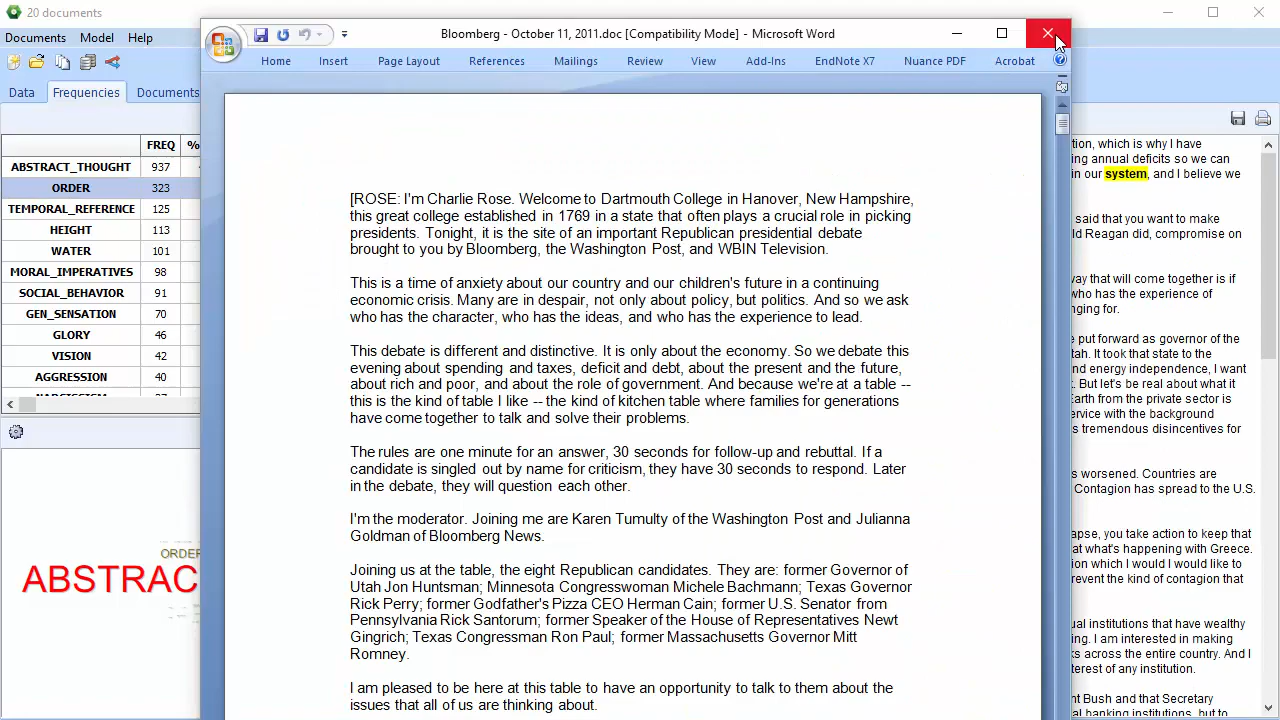 20 documents
Documents Model Help
Data Frequencies Documents
FREQ %
ABSTRACT_THOUGHT 937
ORDER 323
TEMPORAL_REFERENCE 125
HEIGHT 113
WATER 101
MORAL_IMPERATIVES 98
SOCIAL_BEHAVIOR 91
GEN_SENSATION 70
GLORY 46
VISION 42
AGGRESSION 40
ORDER
ABSTRAC
Bloomberg - October 11, 2011.doc [Compatibility Mode] - Microsoft Word
Home Insert Page Layout References Mailings Review View Add-Ins EndNote X7 Nuance PDF Acrobat
[ROSE: I'm Charlie Rose. Welcome to Dartmouth College in Hanover, New Hampshire,
this great college established in 1769 in a state that often plays a crucial role in picking
presidents. Tonight, it is the site of an important Republican presidential debate
brought to you by Bloomberg, the Washington Post, and WBIN Television.
This is a time of anxiety about our country and our children's future in a continuing
economic crisis. Many are in despair, not only about policy, but politics. And so we ask
who has the character, who has the ideas, and who has the experience to lead.
This debate is different and distinctive. It is only about the economy. So we debate this
evening about spending and taxes, deficit and debt, about the present and the future,
about rich and poor, and about the role of government. And because we're at a table --
this is the kind of table I like -- the kind of kitchen table where families for generations
have come together to talk and solve their problems.
The rules are one minute for an answer, 30 seconds for follow-up and rebuttal. If a
candidate is singled out by name for criticism, they have 30 seconds to respond. Later
in the debate, they will question each other.
I'm the moderator. Joining me are Karen Tumulty of the Washington Post and Julianna
Goldman of Bloomberg News.
Joining us at the table, the eight Republican candidates. They are: former Governor of
Utah Jon Huntsman; Minnesota Congresswoman Michele Bachmann; Texas Governor
Rick Perry; former Godfather's Pizza CEO Herman Cain; former U.S. Senator from
Pennsylvania Rick Santorum; former Speaker of the House of Representatives Newt
Gingrich; Texas Congressman Ron Paul; former Massachusetts Governor Mitt
Romney.
I am pleased to be here at this table to have an opportunity to talk to them about the
issues that all of us are thinking about.
tion, which is why I have
ing annual deficits so we can
in our system, and I believe we
said that you want to make
ld Reagan did, compromise on
way that will come together is if
who has the experience of
nging for.
e put forward as governor of the
tah. It took that state to the
and energy independence, I want
t. But let's be real about what it
Earth from the private sector is
ervice with the background
s tremendous disincentives for
s worsened. Countries are
Contagion has spread to the U.S.
apse, you take action to keep that
at what's happening with Greece.
tion which I would I would like to
revent the kind of contagion that
ual institutions that have wealthy
ing. I am interested in making
ks across the entire country. And I
terest of any institution.
nt Bush and that Secretary
al banking institutions, but to